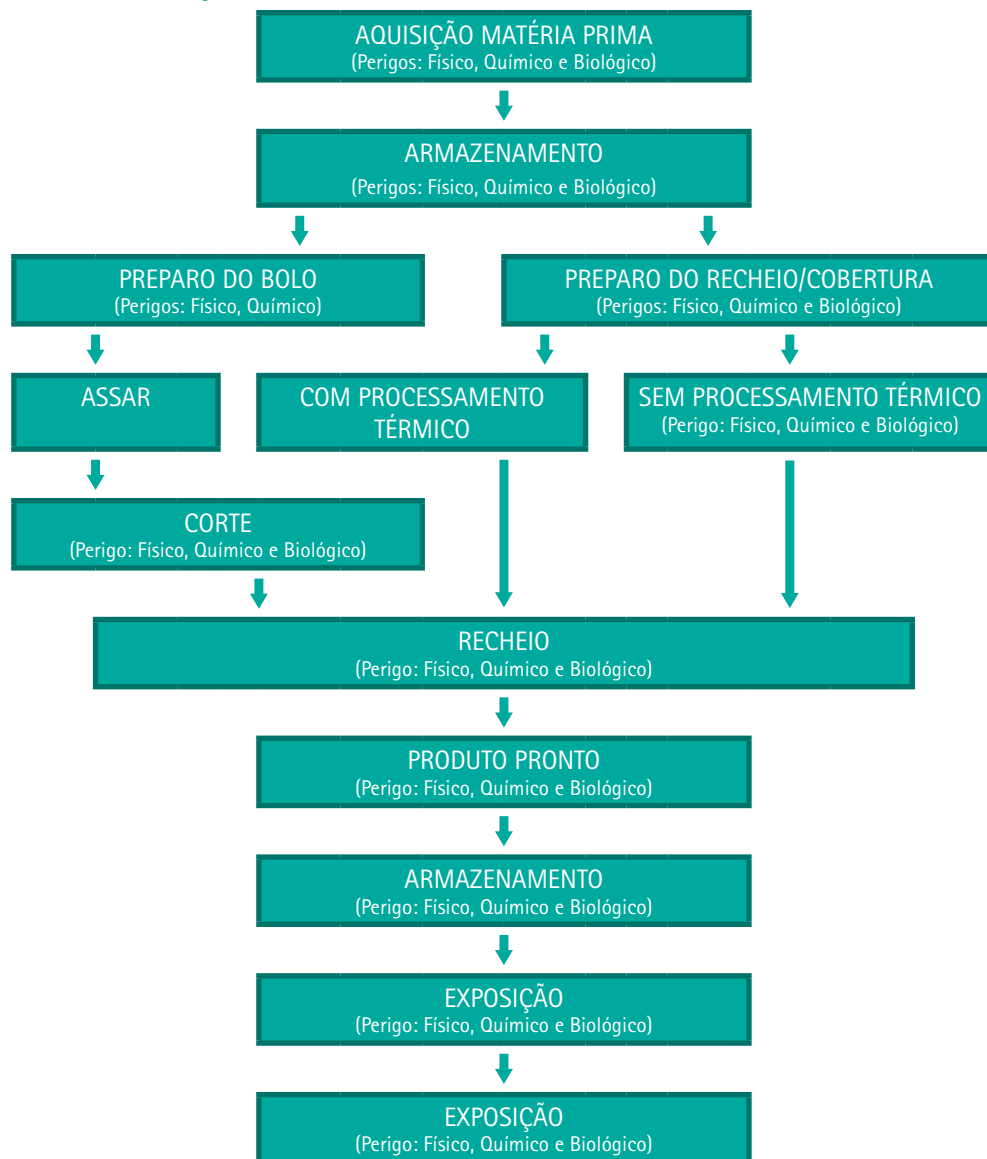 AQUISIÇÃO MATÉRIA PRIMA
(Perigos: Físico, Químico e Biológico)
ARMAZENAMENTO
(Perigos: Físico, Químico e Biológico)
PREPARO DO BOLO
(Perigos: Físico, Químico)
PREPARO DO RECHEIO/COBERTURA
(Perigos: Físico, Químico e Biológico)
ASSAR
COM PROCESSAMENTO
TÉRMICO
SEM PROCESSAMENTO TÉRMICO
(Perigo: Físico, Químico e Biológico)
CORTE
(Perigo: Físico, Químico e Biológico)
RECHEIO
(Perigo: Físico, Químico e Biológico)
PRODUTO PRONTO
(Perigo: Físico, Químico e Biológico)
ARMAZENAMENTO
(Perigo: Físico, Químico e Biológico)
EXPOSIÇÃO
(Perigo: Físico, Químico e Biológico)
EXPOSIÇÃO
(Perigo: Físico, Químico e Biológico)